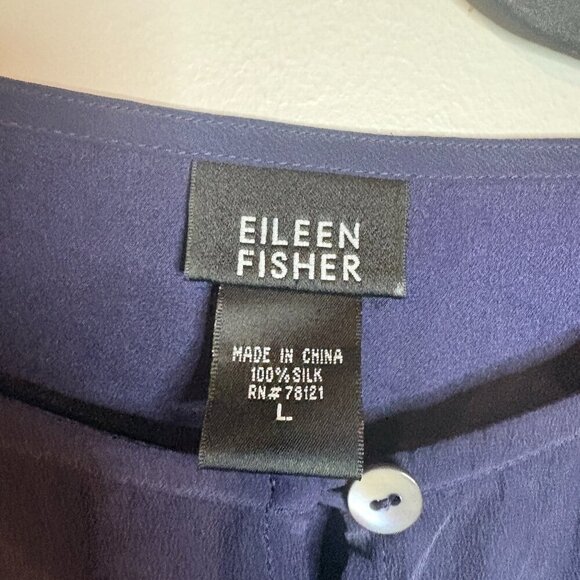 EILEEN
FISHER
MADE IN CHINA
100% SILK
RN# 78121
L